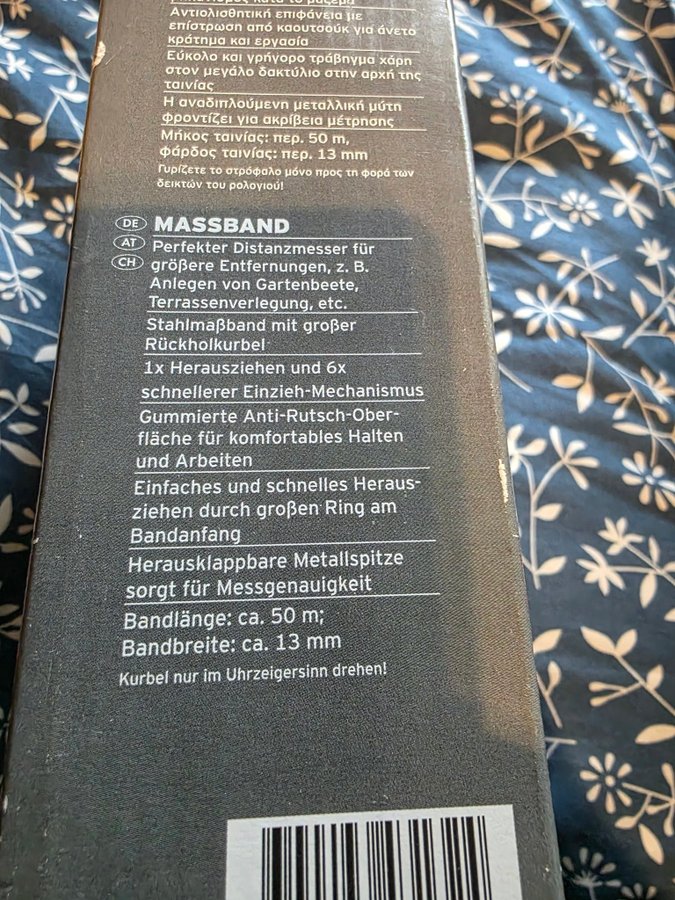 Αντιολισθητική επιφάνεια με
επίστρωση από καουτσούκ για άνετο
κράτημα και εργασία
Εύκολο και γρήγορο τράβηγμα χάρη
στον μεγάλο δακτύλιο στην αρχή της
ταινίας
Η αναδιπλούμενη μεταλλική μύτη
φροντίζει για ακρίβεια μέτρησης
Μήκος ταινίας: περ. 50 m,
φάρδος ταινίας: περ. 13 mm
Γυρίζετε το στρόφαλο μόνο προς τη φορά των
δεικτών του ρολογιού!
DE MASSBAND
AT Perfekter Distanzmesser für
CH größere Entfernungen, z. B.
Anlegen von Gartenbeete,
Terrassenverlegung, etc.
Stahlmaßband mit großer
Rückholkurbel
1x Herausziehen und 6x
schnellerer Einzieh-Mechanismus
Gummierte Anti-Rutsch-Ober-
fläche für komfortables Halten
und Arbeiten
Einfaches und schnelles Heraus-
ziehen durch großen Ring am
Bandanfang
Herausklappbare Metallspitze
sorgt für Messgenauigkeit
Bandlänge: ca. 50 m;
Bandbreite: ca. 13 mm
Kurbel nur im Uhrzeigersinn drehen!